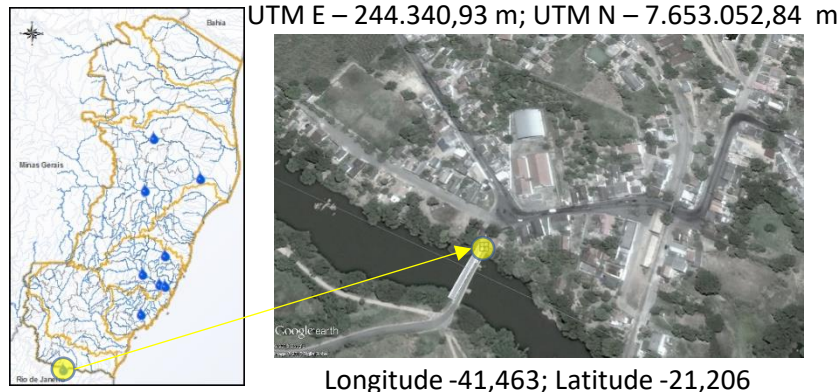 UTM E – 244.340,93 m; UTM N – 7.653.052,84 m
Bahia
Minas Gerais
Rio de Janeiro
Google earth
Longitude -41,463; Latitude -21,206